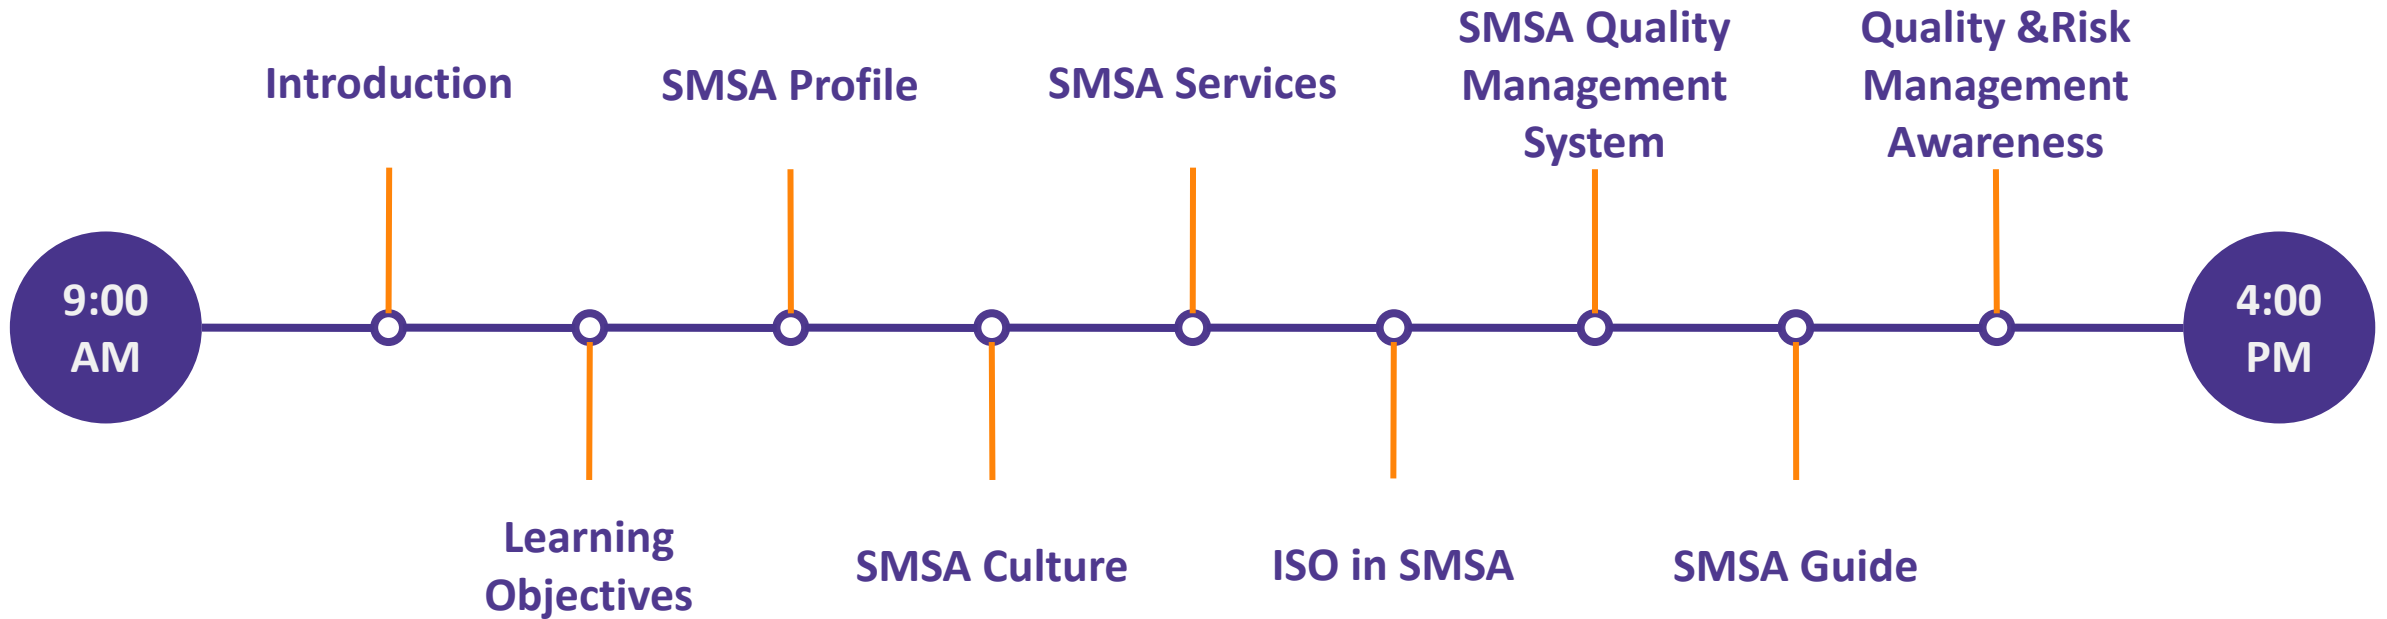 9:00
AM
Introduction
Learning
Objectives
SMSA Profile
SMSA Culture
SMSA Services
ISO in SMSA
SMSA Quality
Management
System
SMSA Guide
Quality &Risk
Management
Awareness
4:00
PM